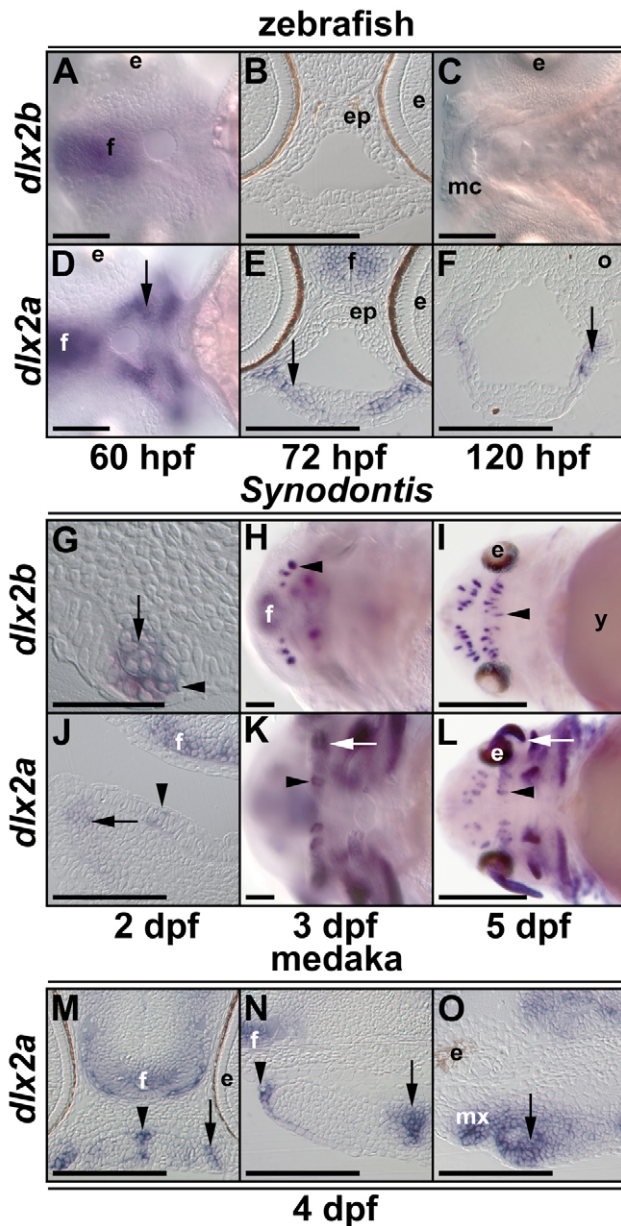 zebrafish
dlx2b
A e f
B ep e
C e mc
dlx2a
D e f
E f ep e
F o
60 hpf 72 hpf 120 hpf
Synodontis
dlx2b
G
H f
I e y
dlx2a
J f
K
L e
2 dpf 3 dpf 5 dpf
medaka
dlx2a
M f e
N f
O e mx
4 dpf